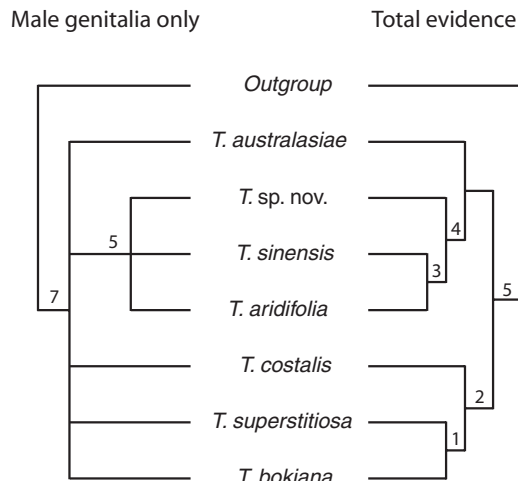 Male genitalia only Total evidence
Outgroup
T. australasiae
T. sp. nov.
5 4
T. sinensis
3
7 T. aridifolia 5
T. costalis
2
T. superstitiosa
1
T. bokiana